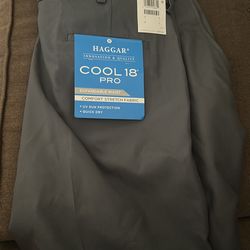 HAGGAR
INNOVATION & QUALITY
COOL 18
PRO
EXPANDABLE WAIST
COMFORT STRETCH FABRIC
• UV SUN PROTECTION
• QUICK DRY